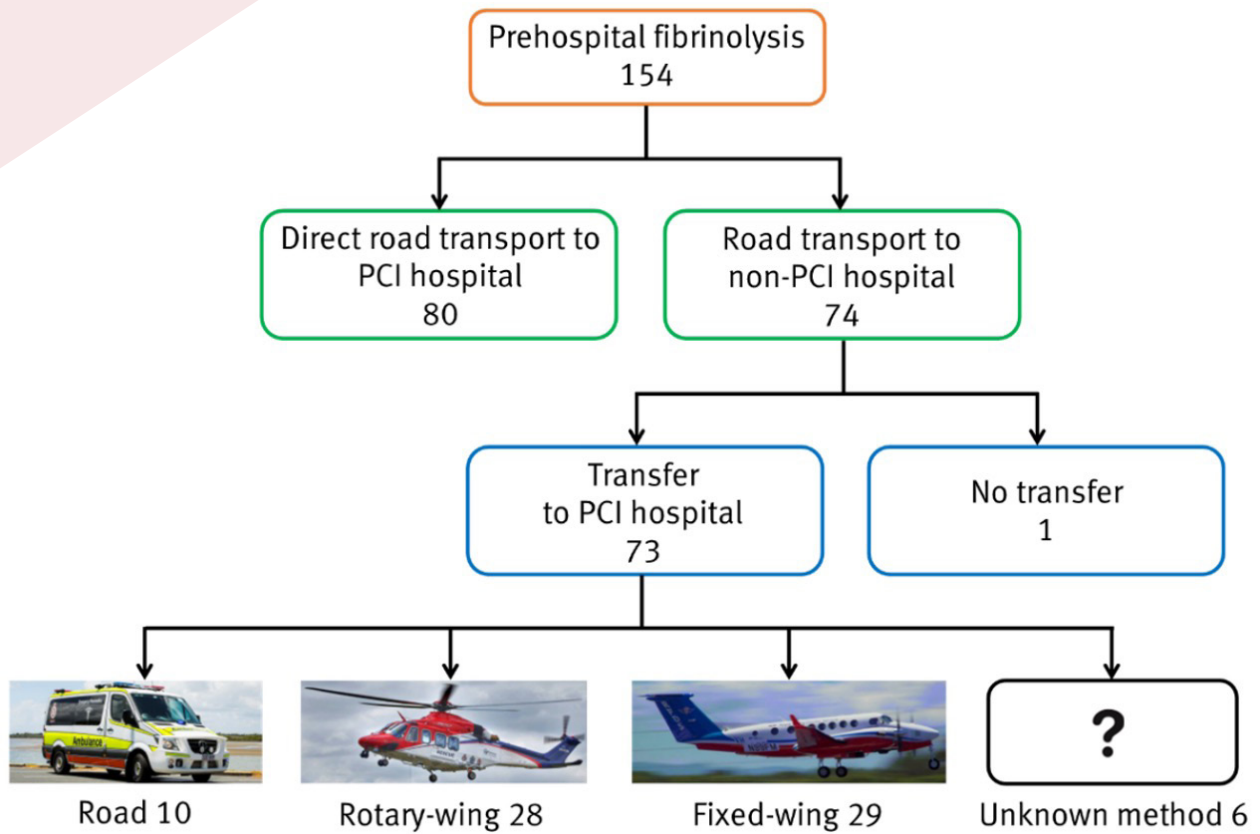 Prehospital fibrinolysis
154
Direct road transport to
PCI hospital
80
Road transport to
non-PCI hospital
74
Transfer
to PCI hospital
73
No transfer
1
Ambulance
?
Road 10
Rotary-wing 28
Fixed-wing 29
Unknown method 6